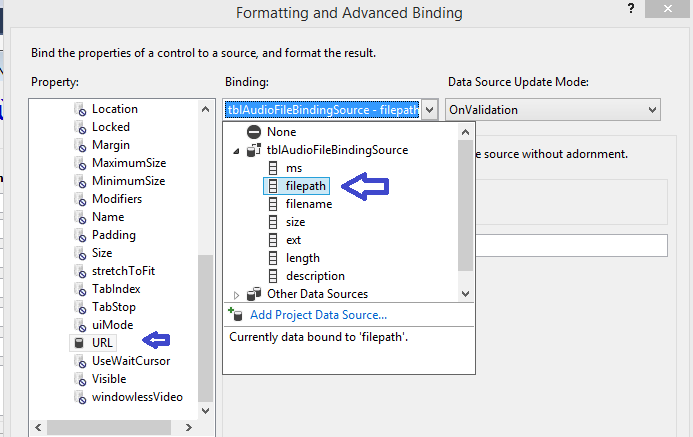 Formatting and Advanced Binding
?
Bind the properties of a control to a source, and format the result.
Property:
Binding:
Data Source Update Mode:
Location
Locked
Margin
MaximumSize
MinimumSize
Modifiers
Name
Padding
Size
stretchToFit
TabIndex
TabStop
uiMode
URL
UseWaitCursor
Visible
windowlessVideo
tblAudioFileBindingSource - filepath
OnValidation
None
tblAudioFileBindingSource
ms
filepath
filename
size
ext
length
description
Other Data Sources
Add Project Data Source...
Currently data bound to 'filepath'.
e source without adornment.